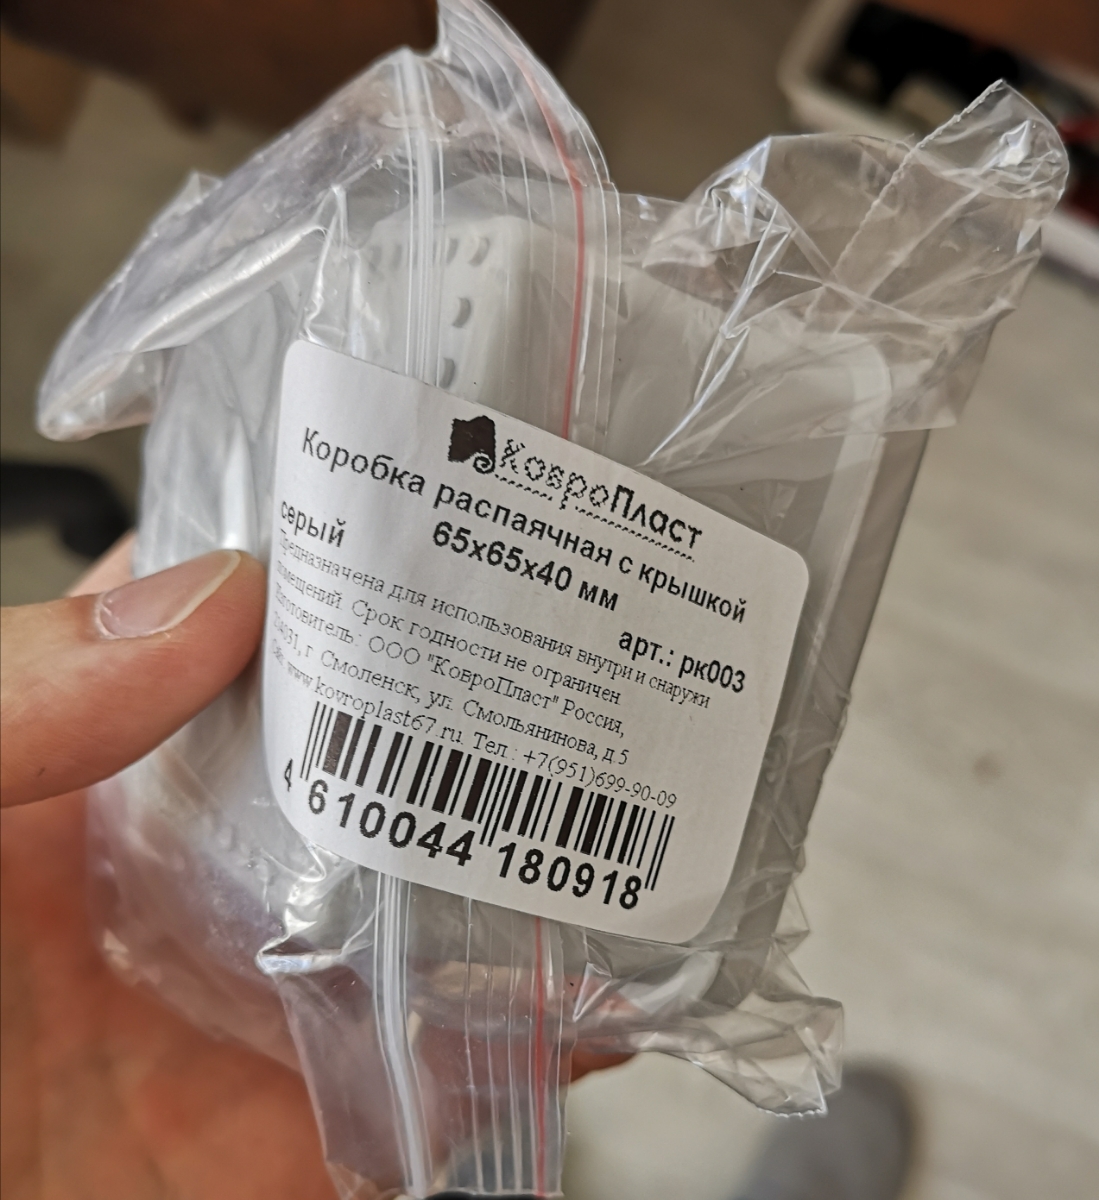 КовроПласт
Коробка распаячная с крышкой
65х65х40 мм
серый
арт.: рк003
Предназначена для использования внутри и снаружи
помещений. Срок годности не ограничен.
Изготовитель: ООО "КовроПласт" Россия,
г. Смоленск, ул. Смольянинова, д.5
www.kovroplast67.ru. Тел.: +7(951)699-90-09
4 610044 180918